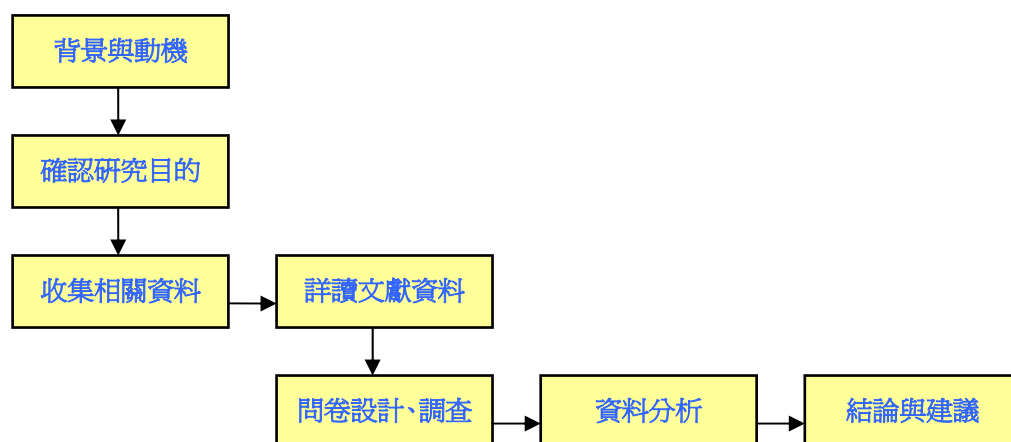 背景與動機
確認研究目的
收集相關資料
詳讀文獻資料
問卷設計、調查
資料分析
結論與建議